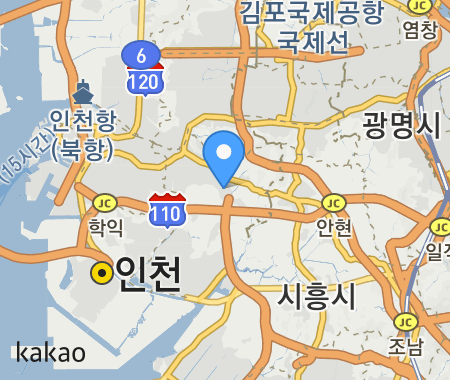 김포국제공항
국제선
JC
염창
6
120
인천항
(북항)
(15시간)
광명시
JC
학익
110
JC
안현
JC
인천
시흥시
JC
조남
kakao